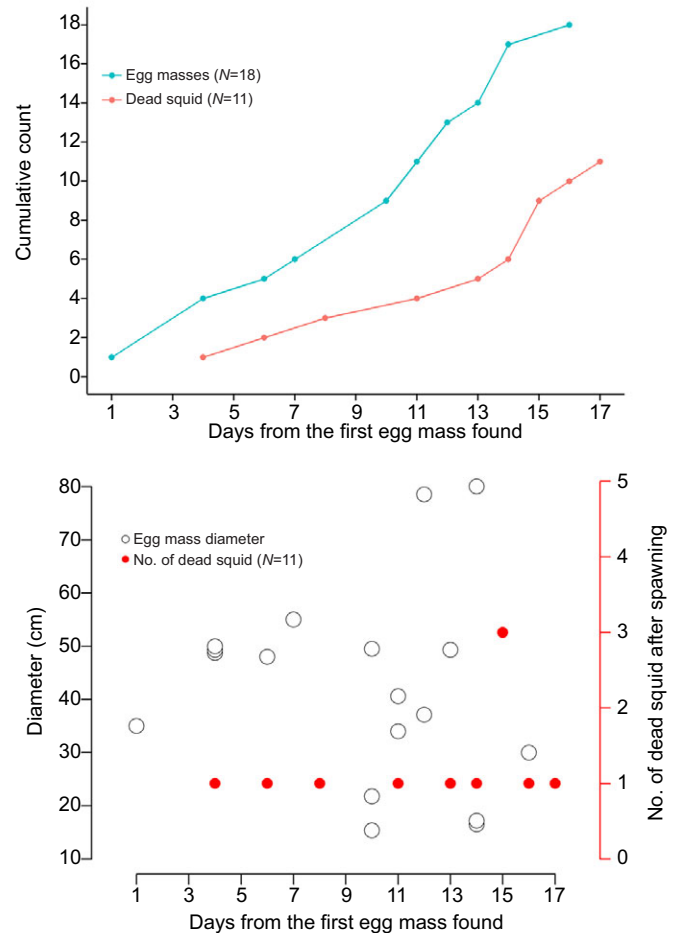 18
16
14
12
10
8
6
4
2
0
Cumulative count
Egg masses (N=18)
Dead squid (N=11)
1 3 5 7 9 11 13 15 17
Days from the first egg mass found
80
70
60
50
40
30
20
10
Diameter (cm)
Egg mass diameter
No. of dead squid (N=11)
5
4
3
2
1
0
No. of dead squid after spawning
1 3 5 7 9 11 13 15 17
Days from the first egg mass found